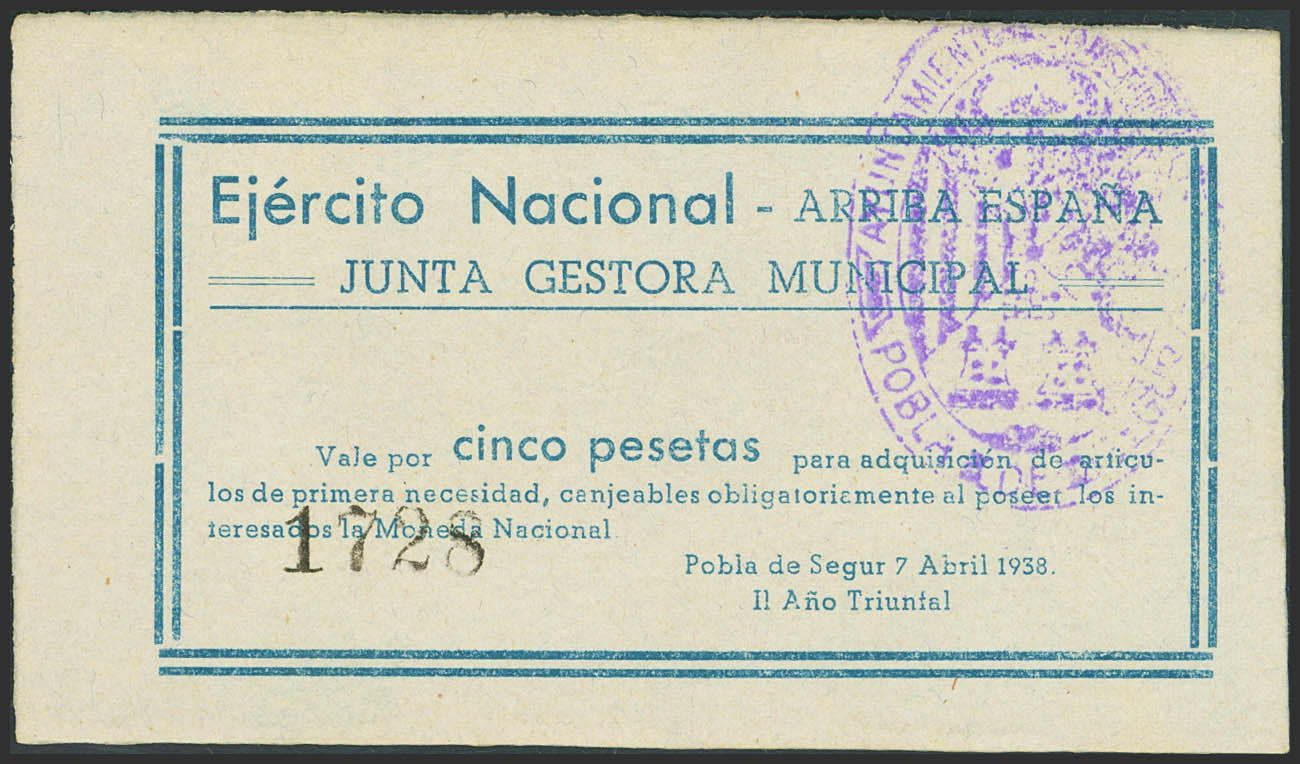 Ejército Nacional - ARRIBA ESPAÑA
JUNTA GESTORA MUNICIPAL
Vale por cinco pesetas para adquisición de artícu-
los de primera necesidad, canjeables obligatoriamente al poseer los in-
teresados la Moneda Nacional
1728
Pobla de Segur 7 Abril 1938.
II Año Triunfal
POBLA DE